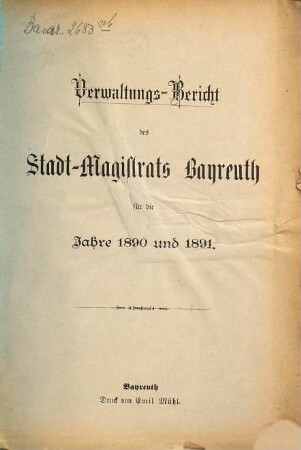 Bavar. 2683 mb
Verwaltungs-Bericht
des
Stadt-Magistrats Bayreuth
für die
Jahre 1890 und 1891.
Bayreuth
Druck von Emil Mühl.